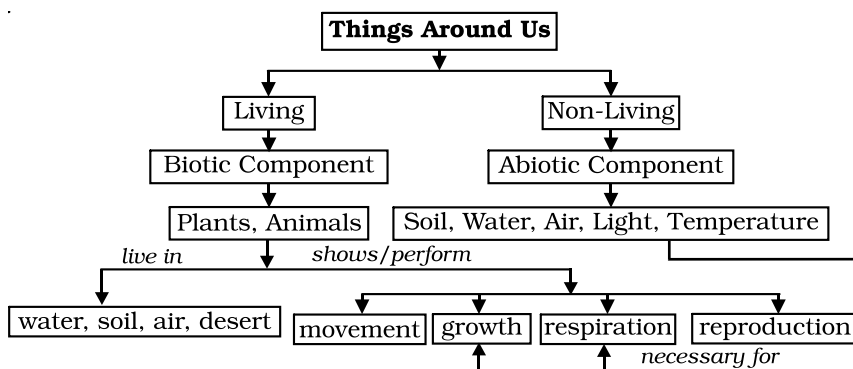 Things Around Us
Living
Non-Living
Biotic Component
Abiotic Component
Plants, Animals
Soil, Water, Air, Light, Temperature
live in
shows/perform
water, soil, air, desert
movement
growth
respiration
reproduction
necessary for